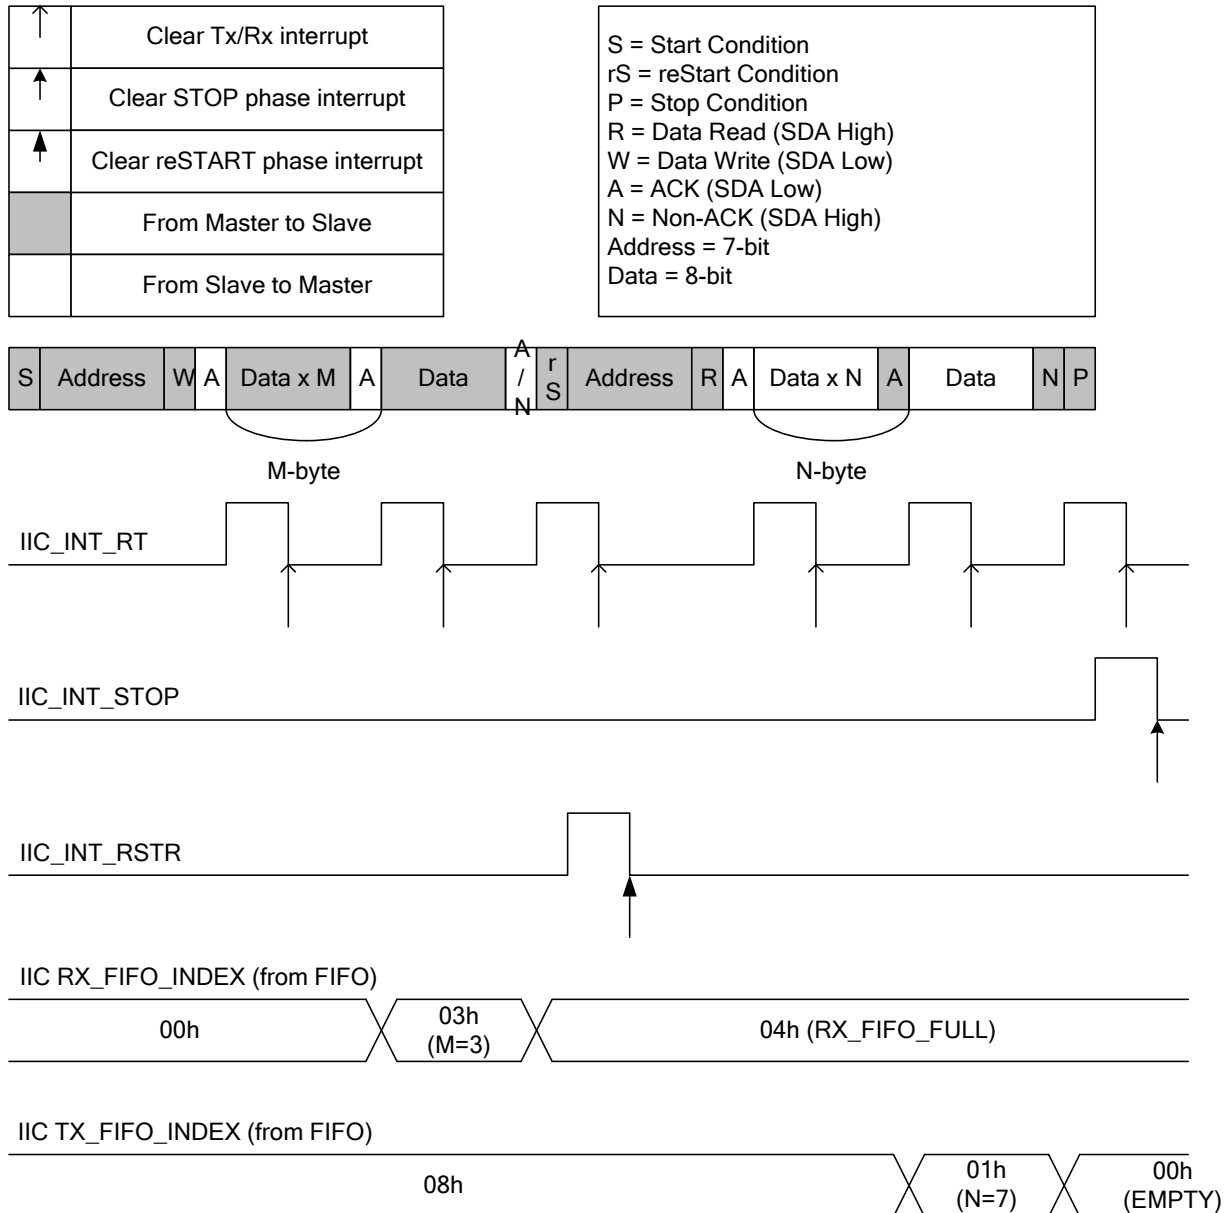 Clear Tx/Rx interrupt
Clear STOP phase interrupt
Clear reSTART phase interrupt
From Master to Slave
From Slave to Master
S = Start Condition
rS = reStart Condition
P = Stop Condition
R = Data Read (SDA High)
W = Data Write (SDA Low)
A = ACK (SDA Low)
N = Non-ACK (SDA High)
Address = 7-bit
Data = 8-bit
S Address W A Data x M A Data A / N r S Address R A Data x N A Data N P
M-byte N-byte
IIC_INT_RT
IIC_INT_STOP
IIC_INT_RSTR
IIC RX_FIFO_INDEX (from FIFO)
00h 03h (M=3) 04h (RX_FIFO_FULL)
IIC TX_FIFO_INDEX (from FIFO)
08h 01h (N=7) 00h (EMPTY)